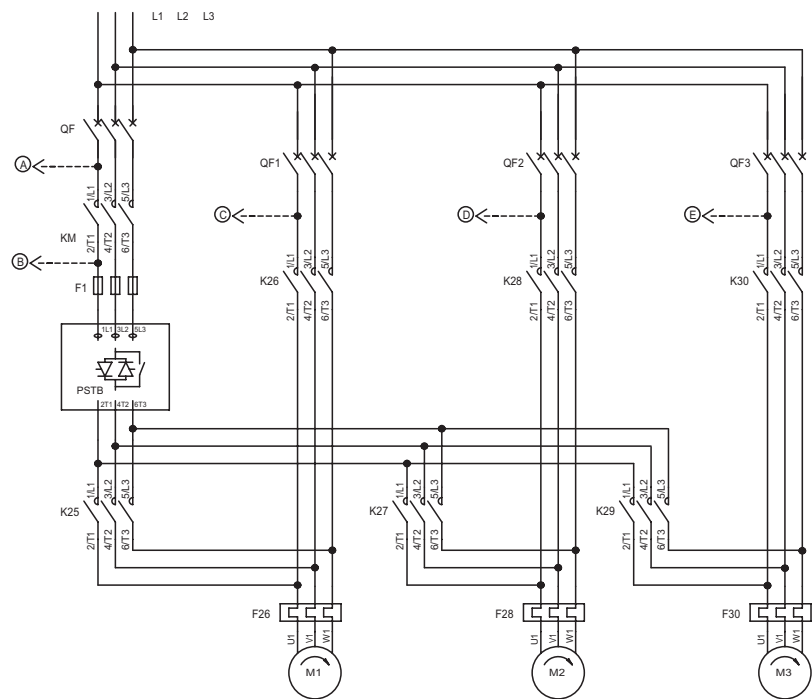 L1 L2 L3
QF
A
1/L1 3/L2 5/L3
KM
2/T1 4/T2 6/T3
B
F1
1L1 3L2 5L3
PSTB
2T1 4T2 6T3
QF1
C
1/L1 3/L2 5/L3
K26
2/T1 4/T2 6/T3
QF2
D
1/L1 3/L2 5/L3
K28
2/T1 4/T2 6/T3
QF3
E
1/L1 3/L2 5/L3
K30
2/T1 4/T2 6/T3
1/L1 3/L2 5/L3
K25
2/T1 4/T2 6/T3
1/L1 3/L2 5/L3
K27
2/T1 4/T2 6/T3
1/L1 3/L2 5/L3
K29
2/T1 4/T2 6/T3
F26
U1 V1 W1
M1
F28
U1 V1 W1
M2
F30
U1 V1 W1
M3